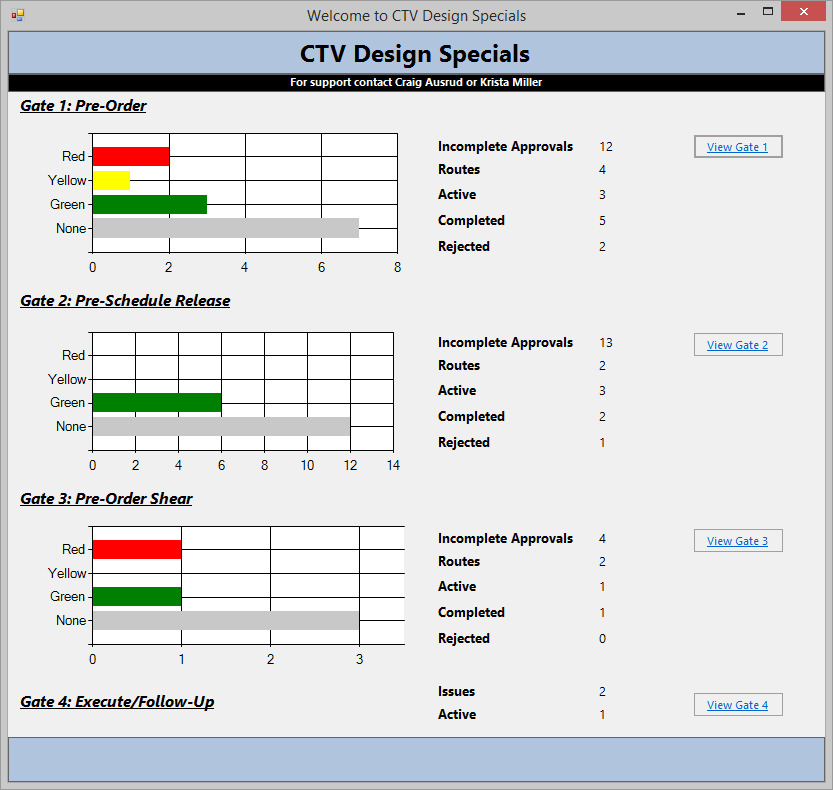 Welcome to CTV Design Specials
CTV Design Specials
For support contact Craig Ausrud or Krista Miller
Gate 1: Pre-Order
Red
Yellow
Green
None
0 2 4 6 8
Incomplete Approvals 12
Routes 4
Active 3
Completed 5
Rejected 2
View Gate 1
Gate 2: Pre-Schedule Release
Red
Yellow
Green
None
0 2 4 6 8 10 12 14
Incomplete Approvals 13
Routes 2
Active 3
Completed 2
Rejected 1
View Gate 2
Gate 3: Pre-Order Shear
Red
Yellow
Green
None
0 1 2 3
Incomplete Approvals 4
Routes 2
Active 1
Completed 1
Rejected 0
View Gate 3
Gate 4: Execute/Follow-Up
Issues 2
Active 1
View Gate 4